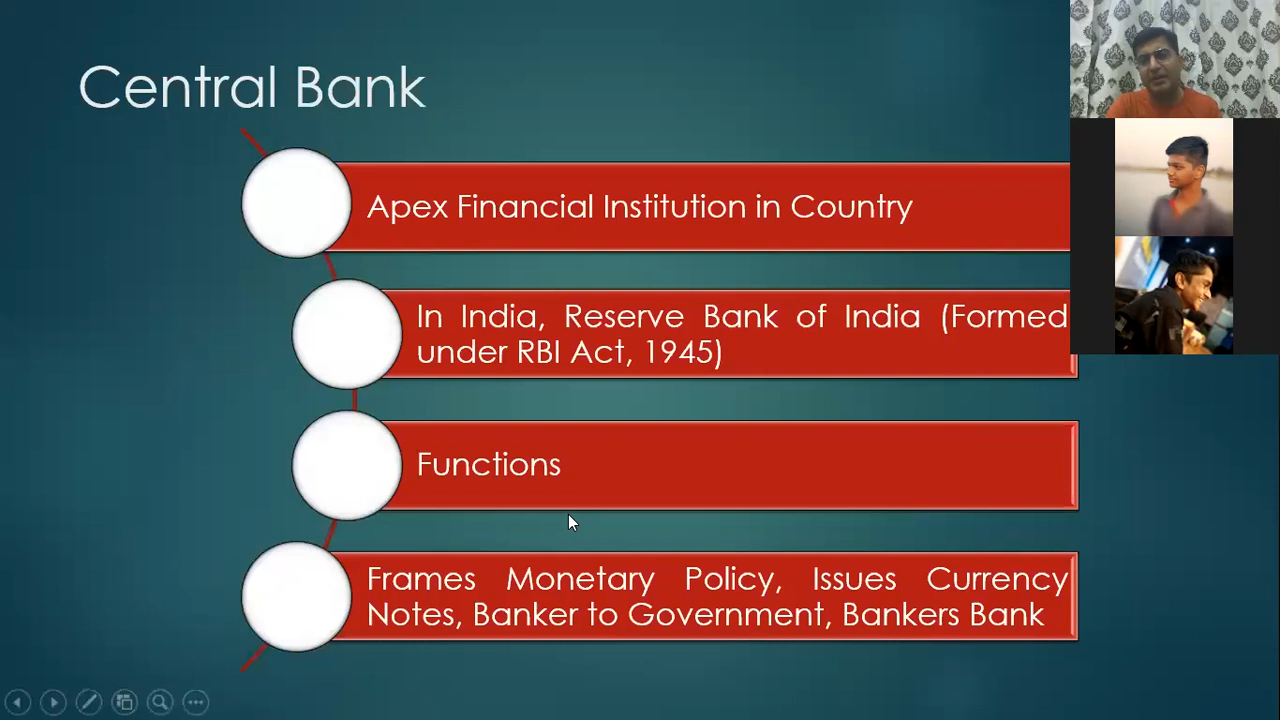 Central Bank
Apex Financial Institution in Country
In India, Reserve Bank of India (Formed
under RBI Act, 1945)
Functions
Frames Monetary Policy, Issues Currency
Notes, Banker to Government, Bankers Bank